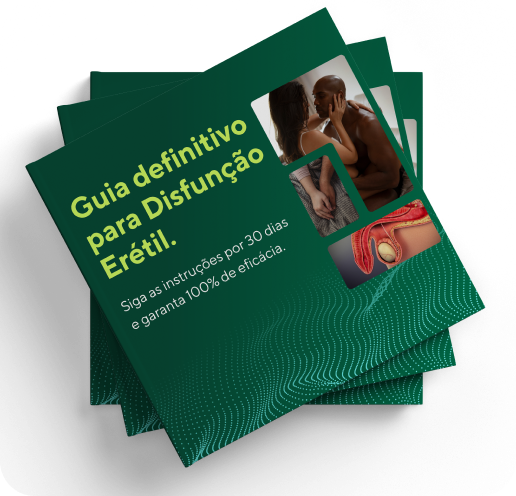 Guia definitivo
para Disfunção
Erétil.
Siga as instruções por 30 dias
e garanta 100% de eficácia.